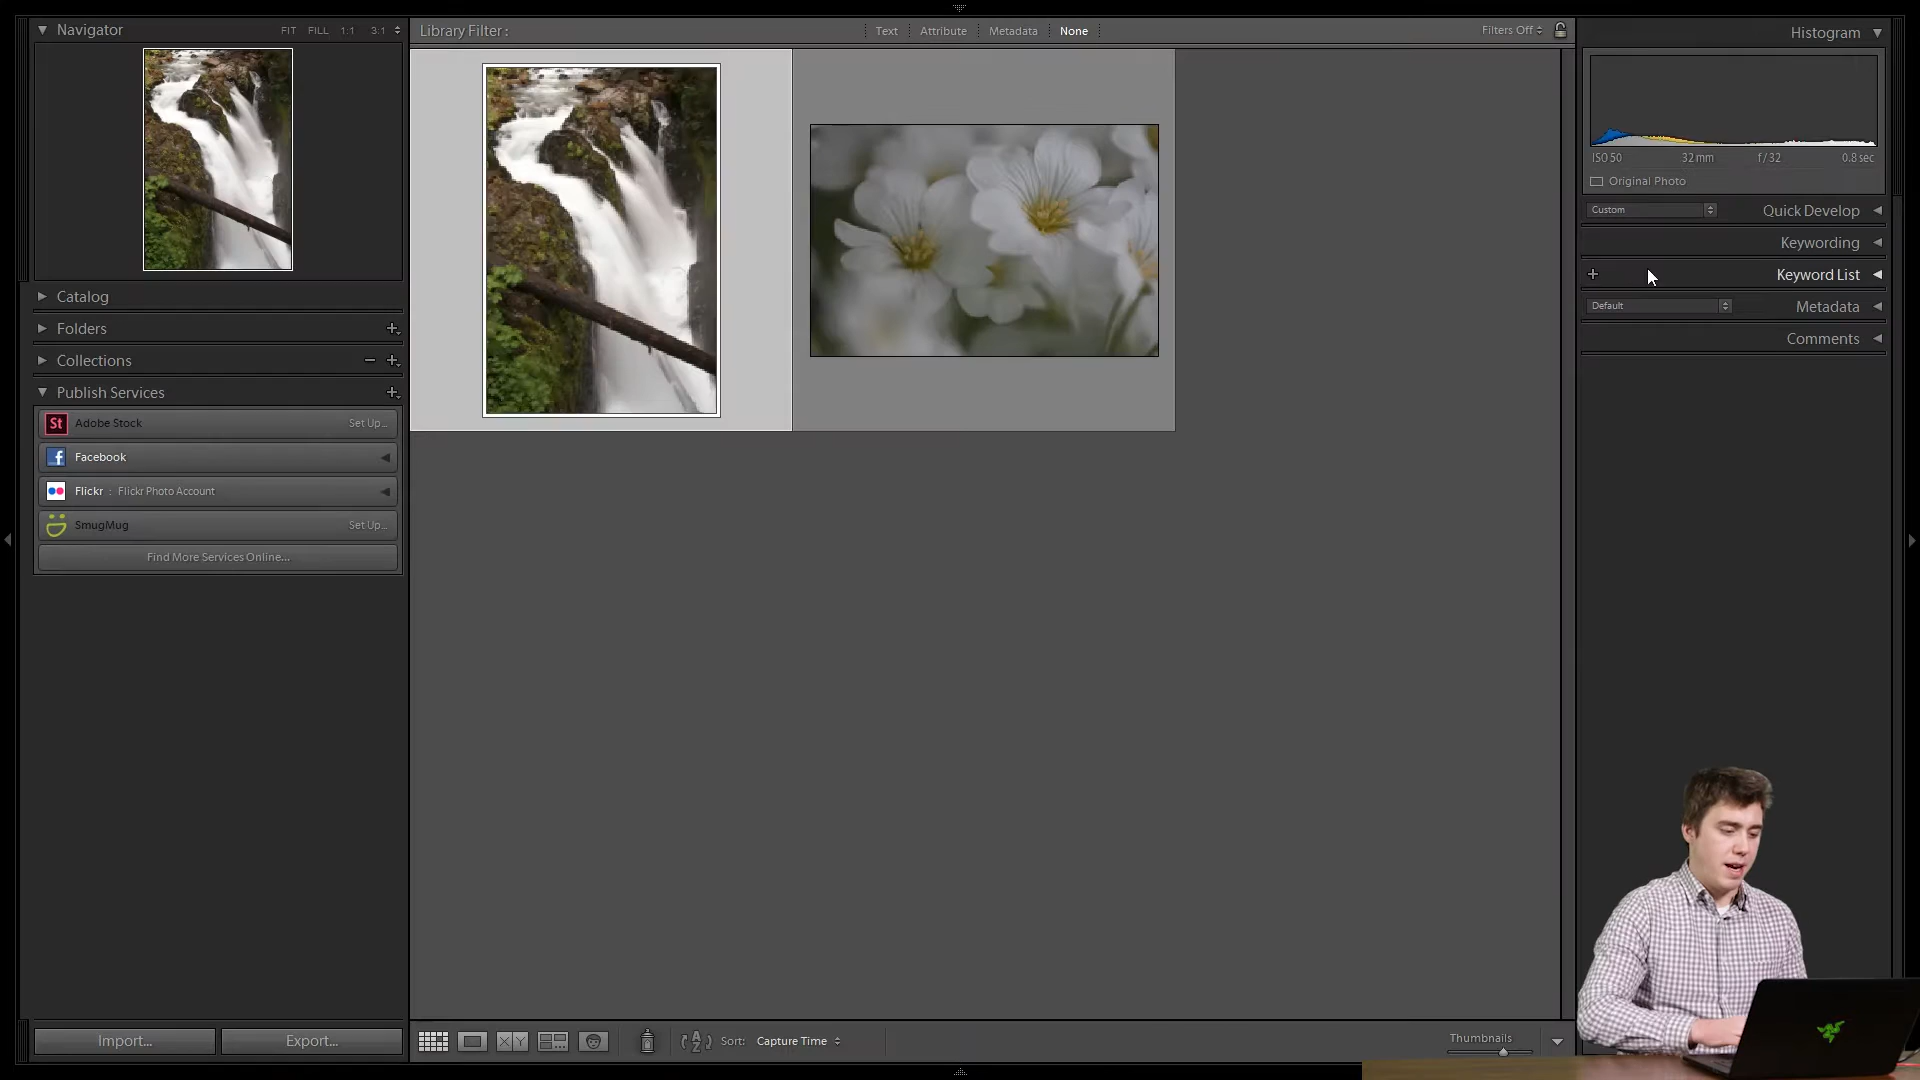 Navigator
FIT FILL 1:1 3:1
Catalog
Folders
Collections
Publish Services
St Adobe Stock Set Up...
f Facebook
Flickr : Flickr Photo Account
SmugMug Set Up...
Find More Services Online...
Import...
Export...
Library Filter :
Text Attribute Metadata None
Filters Off
Sort: Capture Time
Thumbnails
XY
A
Z
Histogram
ISO 50 32mm f/32 0.8 sec
Original Photo
Custom Quick Develop
Keywording
Keyword List
Default Metadata
Comments